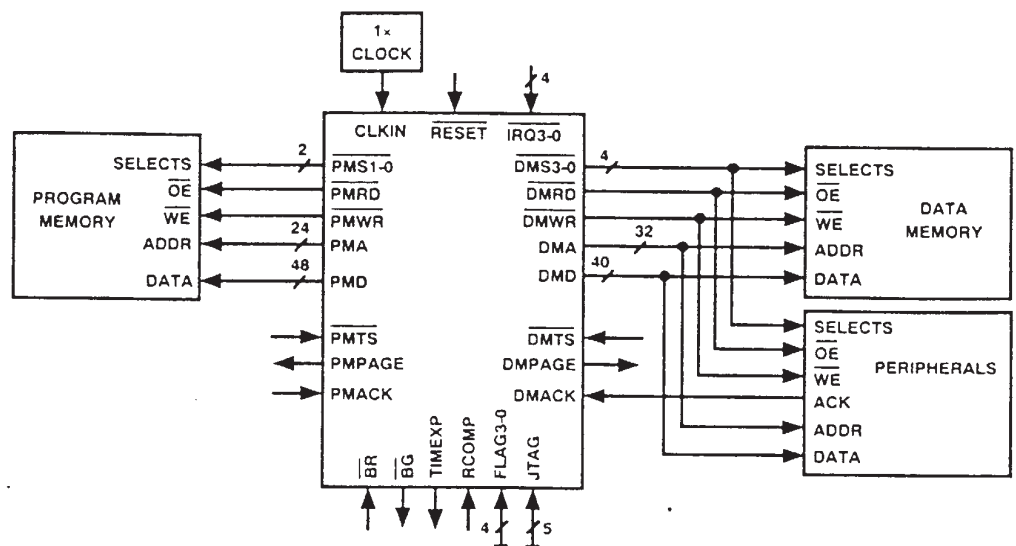 1×
CLOCK
4
CLKIN
RESET
IRQ3-0
PROGRAM
MEMORY
SELECTS
OE
WE
ADDR
DATA
2
24
48
PMS1-0
PMRD
PMWR
PMA
PMD
PMTS
PMPAGE
PMACK
DMS3-0
DMRD
DMWR
DMA
DMD
DMTS
DMPAGE
DMACK
4
32
40
SELECTS
OE
WE
ADDR
DATA
DATA
MEMORY
SELECTS
OE
WE
ACK
ADDR
DATA
PERIPHERALS
BR
BG
TIMEXP
RCOMP
FLAG3-0
JTAG
4
5